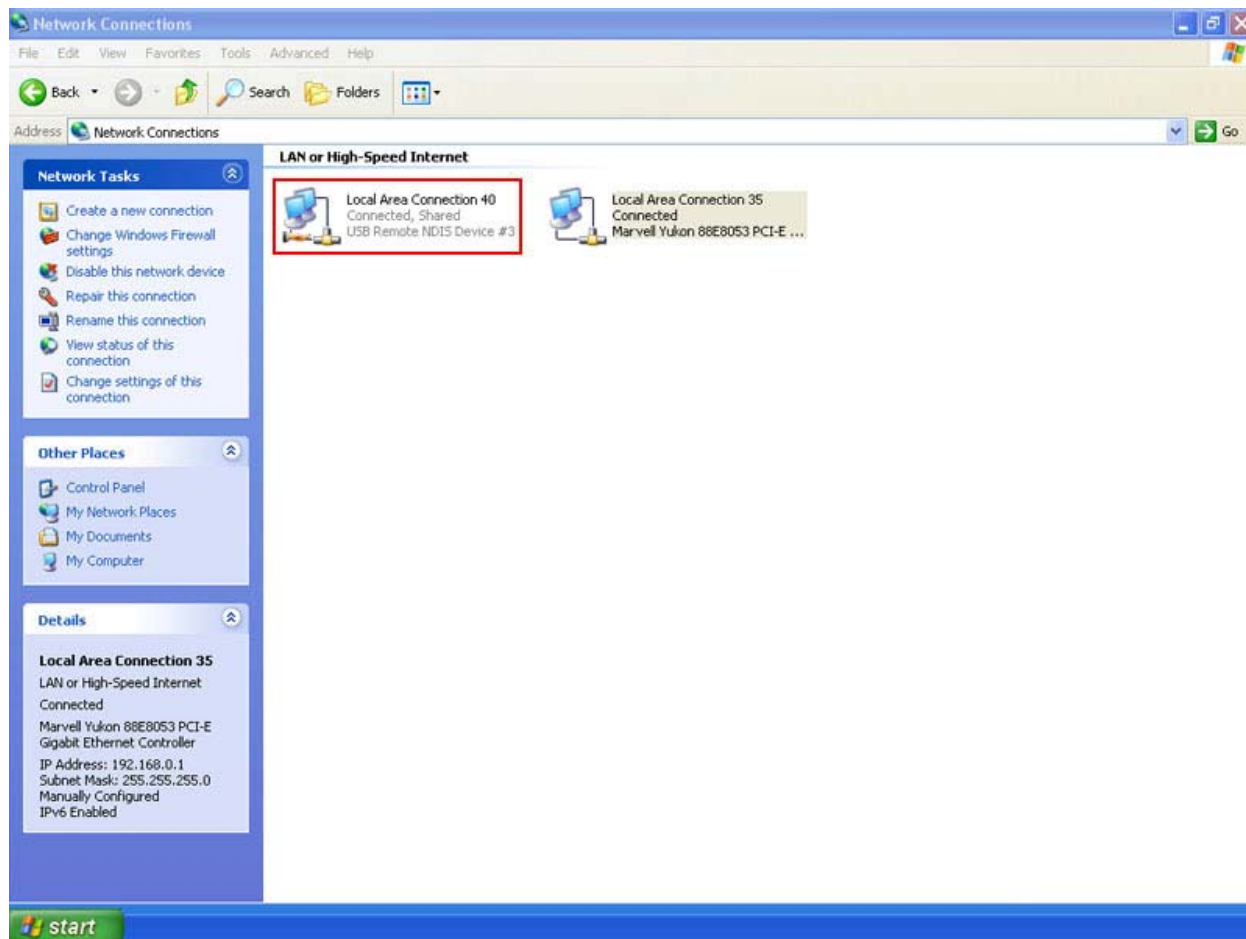 Network Connections
File Edit View Favorites Tools Advanced Help
Back Search Folders
Address Network Connections Go
Network Tasks
Create a new connection
Change Windows Firewall
settings
Disable this network device
Repair this connection
Rename this connection
View status of this
connection
Change settings of this
connection
Other Places
Control Panel
My Network Places
My Documents
My Computer
Details
Local Area Connection 35
LAN or High-Speed Internet
Connected
Marvell Yukon 88E8053 PCI-E
Gigabit Ethernet Controller
IP Address: 192.168.0.1
Subnet Mask: 255.255.255.0
Manually Configured
IPv6 Enabled
LAN or High-Speed Internet
Local Area Connection 40
Connected, Shared
USB Remote NDIS Device #3
Local Area Connection 35
Connected
Marvell Yukon 88E8053 PCI-E ...
start